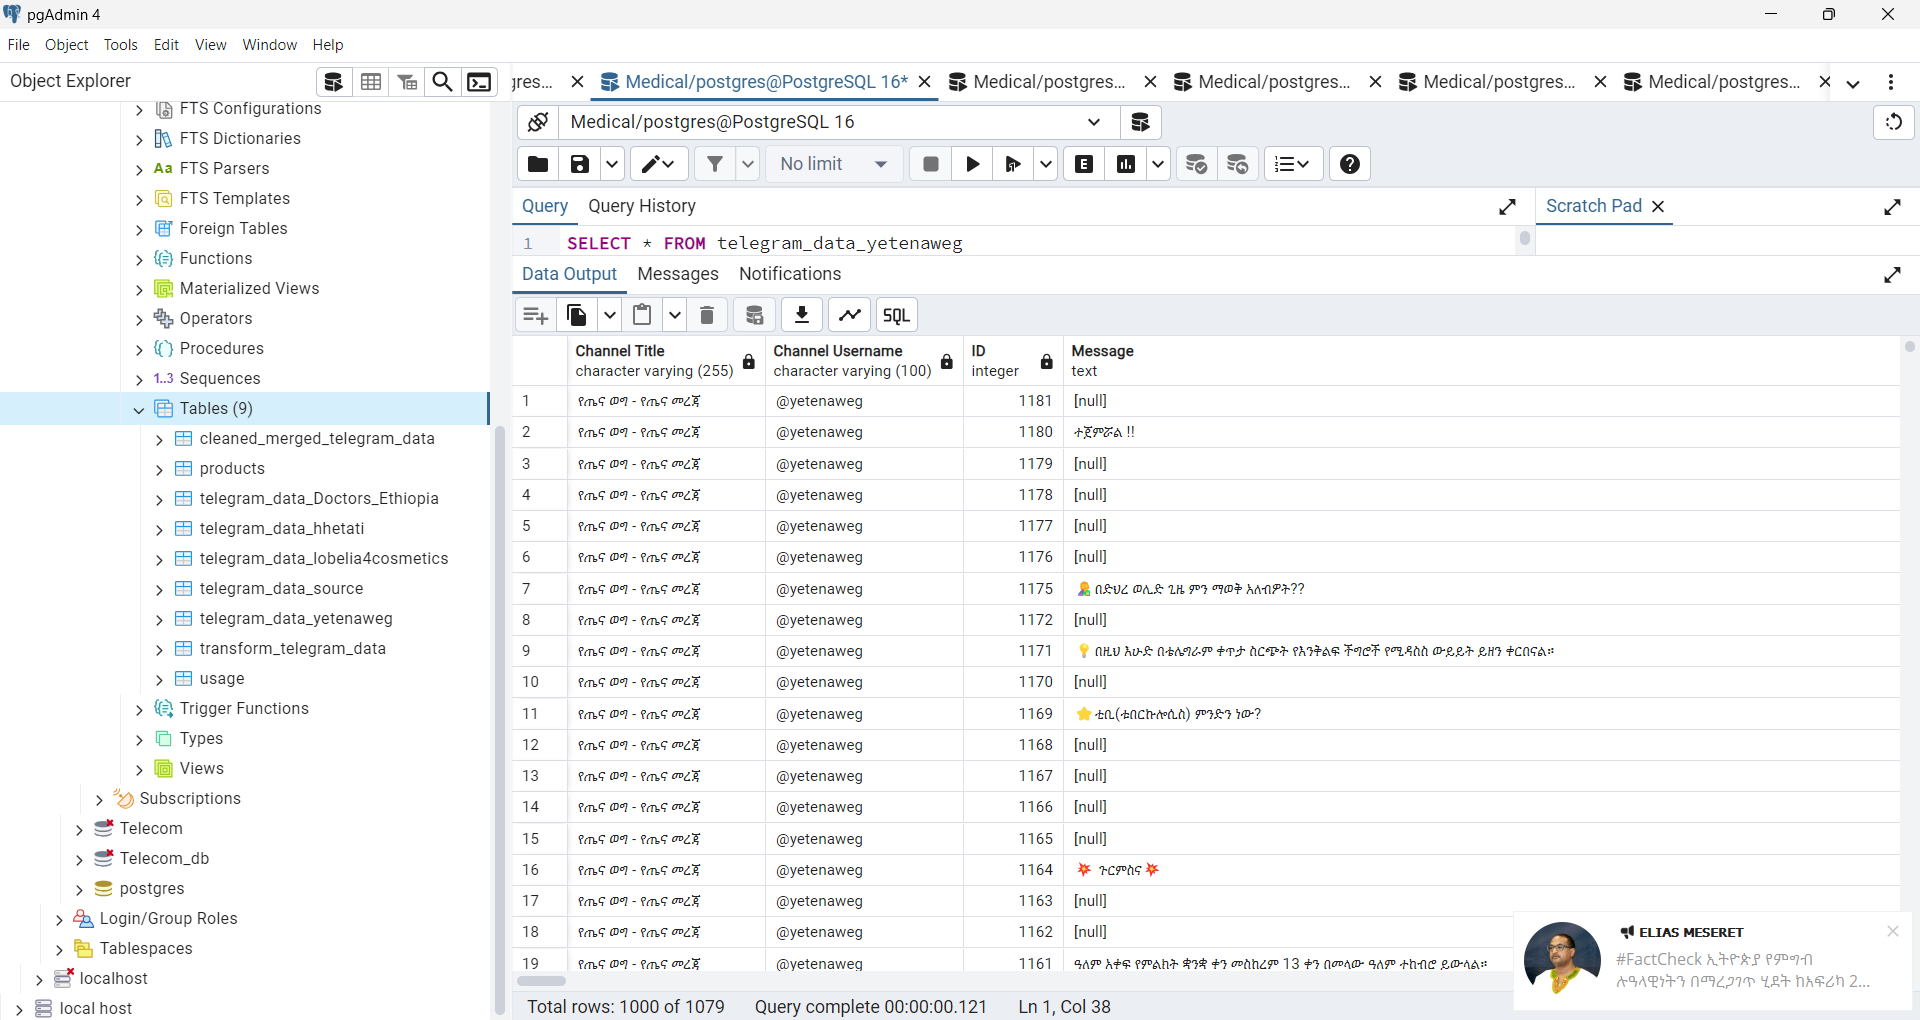 pgAdmin 4
File Object Tools Edit View Window Help
Object Explorer
gres... Medical/postgres@PostgreSQL 16* Medical/postgres... Medical/postgres... Medical/postgres... Medical/postgres...
FTS Configurations
FTS Dictionaries
Aa FTS Parsers
FTS Templates
Foreign Tables
Functions
Materialized Views
Operators
Procedures
1..3 Sequences
Tables (9)
cleaned_merged_telegram_data
products
telegram_data_Doctors_Ethiopia
telegram_data_hhetati
telegram_data_lobelia4cosmetics
telegram_data_source
telegram_data_yetenaweg
transform_telegram_data
usage
Trigger Functions
Types
Views
Subscriptions
Telecom
Telecom_db
postgres
Login/Group Roles
Tablespaces
localhost
local host
Medical/postgres@PostgreSQL 16
No limit E
Query Query History
Scratch Pad
1 SELECT * FROM telegram_data_yetenaweg
Data Output Messages Notifications
SQL
Channel Title Channel Username ID Message
character varying (255) character varying (100) integer text
1 የጤና ወግ - የጤና መረጃ @yetenaweg 1181 [null]
2 የጤና ወግ - የጤና መረጃ @yetenaweg 1180 ተጀምሯል !!
3 የጤና ወግ - የጤና መረጃ @yetenaweg 1179 [null]
4 የጤና ወግ - የጤና መረጃ @yetenaweg 1178 [null]
5 የጤና ወግ - የጤና መረጃ @yetenaweg 1177 [null]
6 የጤና ወግ - የጤና መረጃ @yetenaweg 1176 [null]
7 የጤና ወግ - የጤና መረጃ @yetenaweg 1175 🤱 በድህረ ወሊድ ጊዜ ምን ማወቅ አለብዎት??
8 የጤና ወግ - የጤና መረጃ @yetenaweg 1172 [null]
9 የጤና ወግ - የጤና መረጃ @yetenaweg 1171 💡 በዚህ እሁድ በቴሌግራም ቀጥታ ስርጭት የእንቅልፍ ችግሮች የሚዳስስ ውይይት ይዘን ቀርበናል።
10 የጤና ወግ - የጤና መረጃ @yetenaweg 1170 [null]
11 የጤና ወግ - የጤና መረጃ @yetenaweg 1169 ⭐ ቲቢ(ቱበርኩሎሲስ) ምንድን ነው?
12 የጤና ወግ - የጤና መረጃ @yetenaweg 1168 [null]
13 የጤና ወግ - የጤና መረጃ @yetenaweg 1167 [null]
14 የጤና ወግ - የጤና መረጃ @yetenaweg 1166 [null]
15 የጤና ወግ - የጤና መረጃ @yetenaweg 1165 [null]
16 የጤና ወግ - የጤና መረጃ @yetenaweg 1164 💥 ጉርምስና 💥
17 የጤና ወግ - የጤና መረጃ @yetenaweg 1163 [null]
18 የጤና ወግ - የጤና መረጃ @yetenaweg 1162 [null]
19 የጤና ወግ - የጤና መረጃ @yetenaweg 1161 ዓለም አቀፍ የምልክት ቋንቋ ቀን መስከረም 13 ቀን በመላው ዓለም ተከብሮ ይውላል።
Total rows: 1000 of 1079 Query complete 00:00:00.121 Ln 1, Col 38
ELIAS MESERET
#FactCheck ኢትዮጵያ የምግብ
ሉዓላዊነትን በማረጋገጥ ሂደት ከአፍሪካ 2...